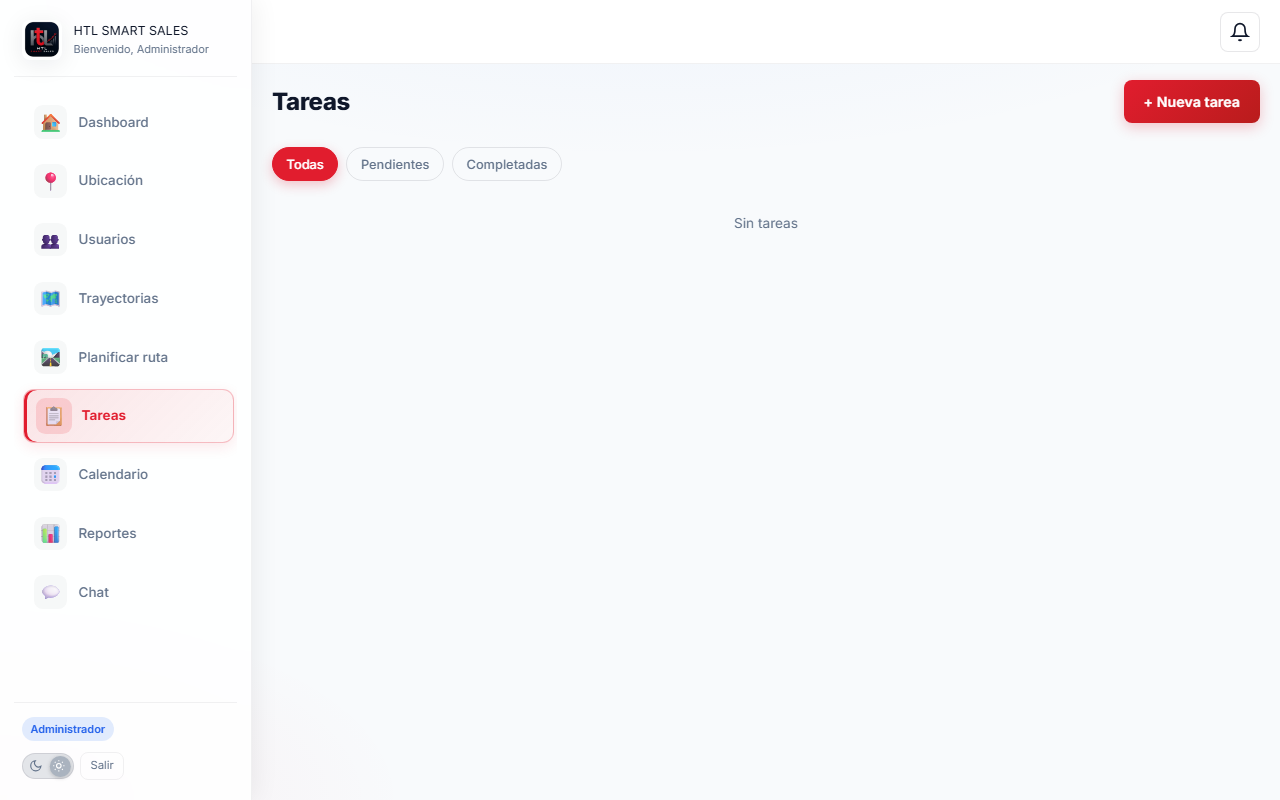 HTL SMART SALES
Bienvenido, Administrador
Dashboard
Ubicación
Usuarios
Trayectorias
Planificar ruta
Tareas
Calendario
Reportes
Chat
Administrador
Salir
Tareas
+ Nueva tarea
Todas
Pendientes
Completadas
Sin tareas